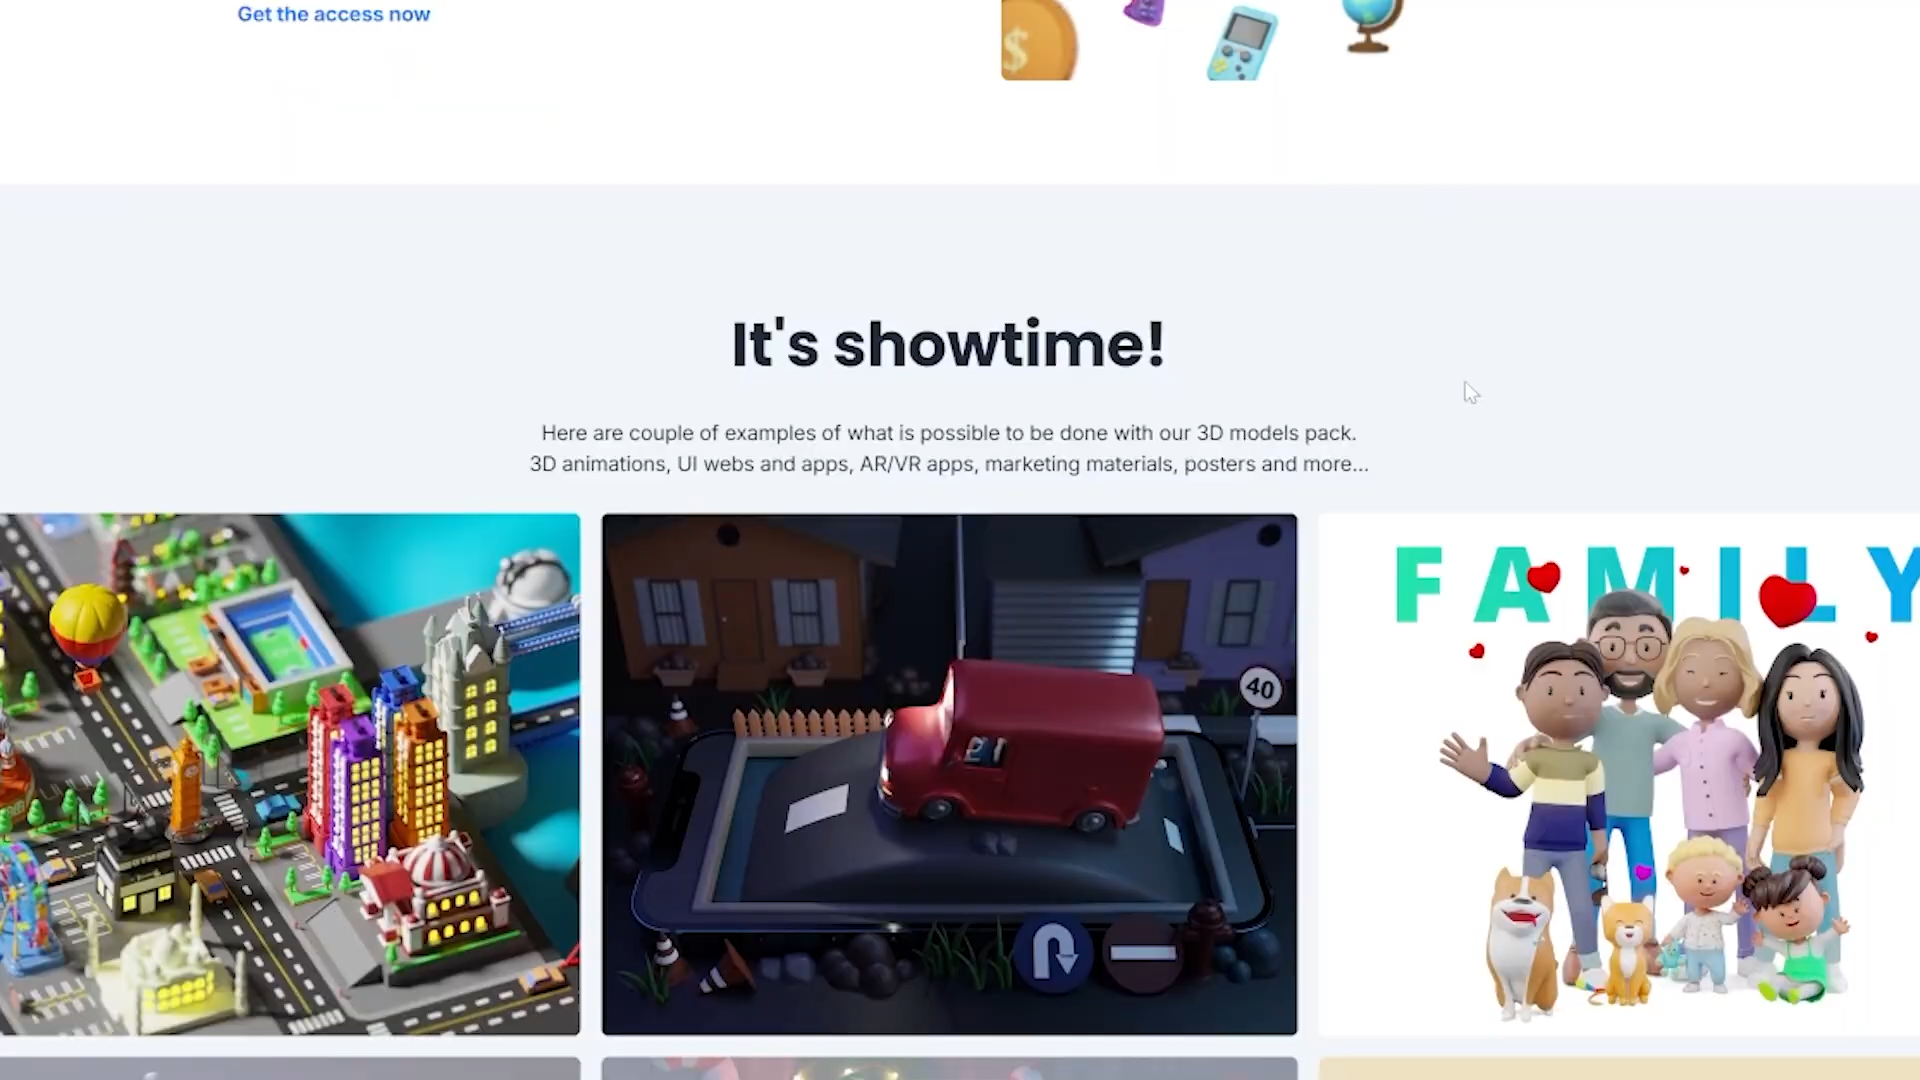 Get the access now
$
It's showtime!
Here are couple of examples of what is possible to be done with our 3D models pack.
3D animations, UI webs and apps, AR/VR apps, marketing materials, posters and more...
40
FAMILY